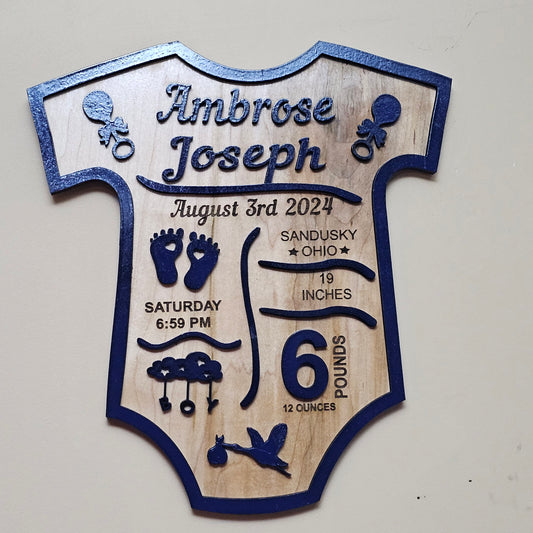 Ambrose
Joseph
August 3rd 2024
SANDUSKY
★ OHIO ★
19
INCHES
SATURDAY
6:59 PM
6
POUNDS
12 OUNCES